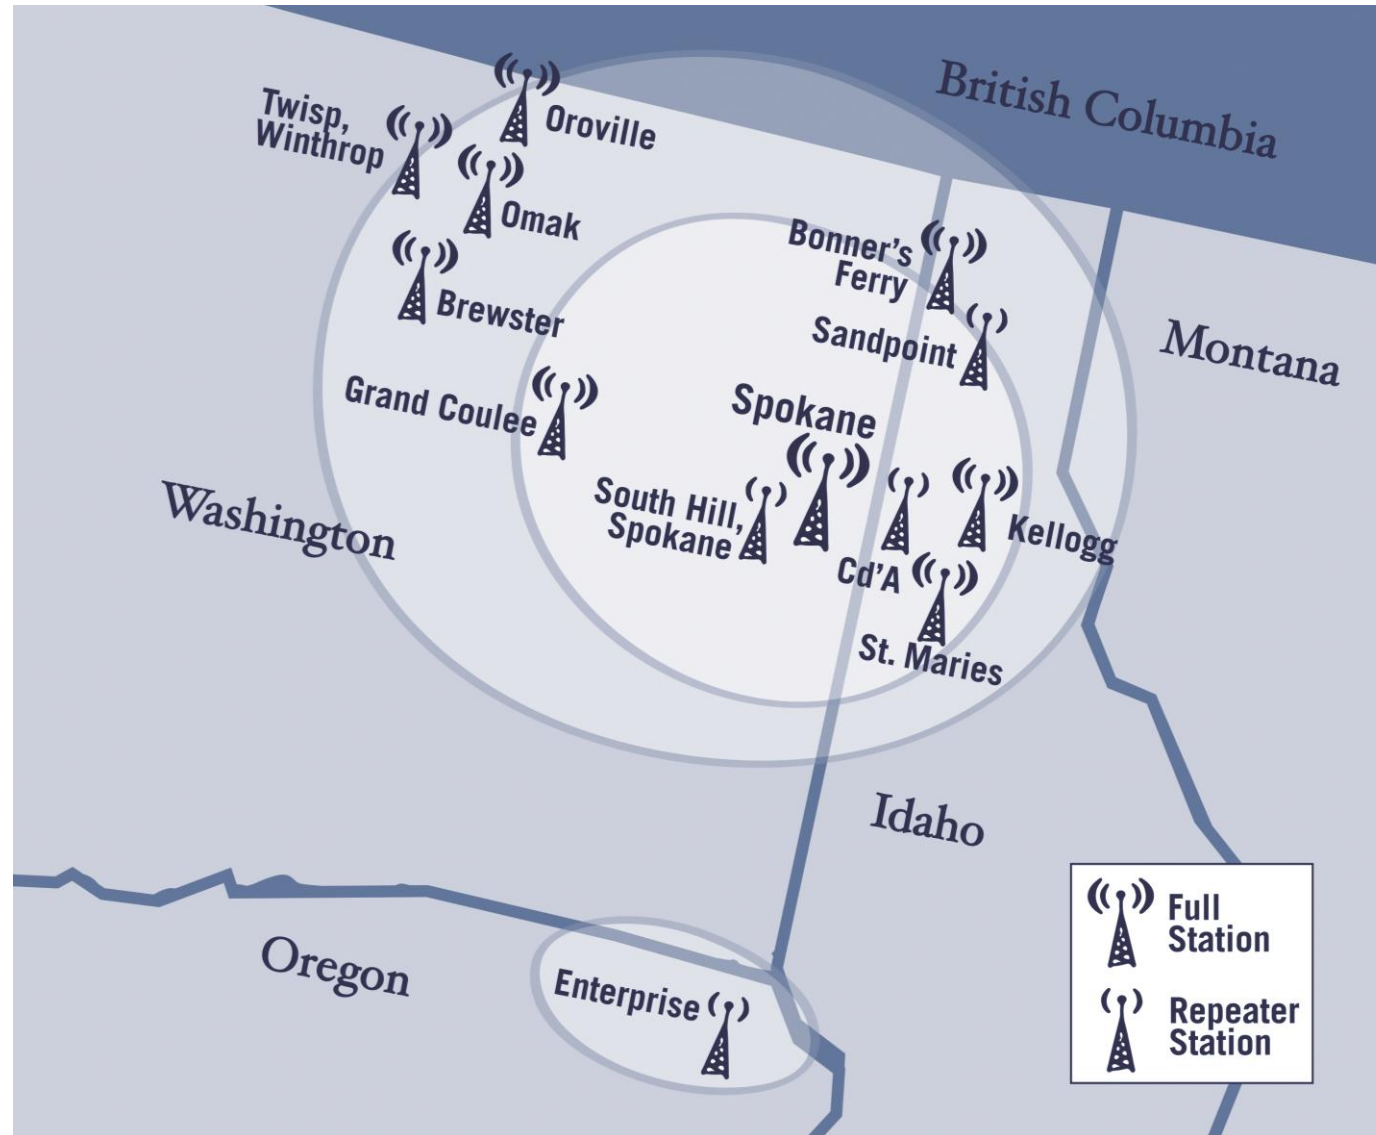 British Columbia
Twisp,
Winthrop
Oroville
Omak
Brewster
Bonner's
Ferry
Sandpoint
Montana
Grand Coulee
Spokane
South Hill,
Spokane
Cd'A
Kellogg
St. Maries
Washington
Idaho
Oregon
Enterprise
Full
Station
Repeater
Station